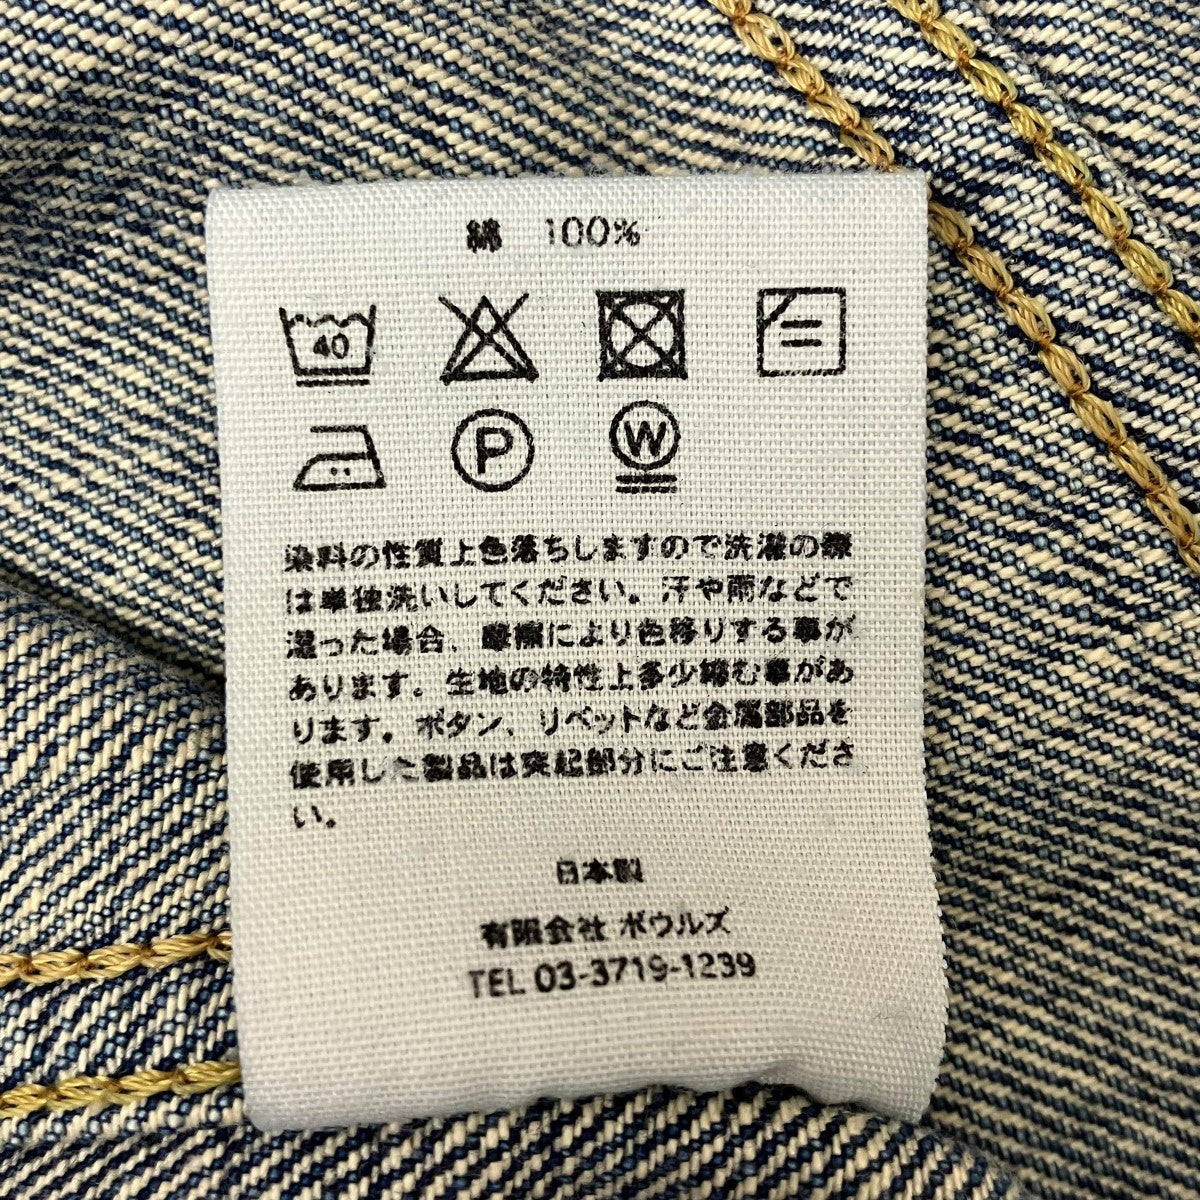 綿 100%
40
P W
染料の性質上色落ちしますので洗濯の際
は単独洗いしてください。汗や雨などで
湿った場合、摩擦により色移りする事が
あります。生地の特性上多少縮む事があ
ります。ボタン、リベットなど金属部品を
使用した製品は突起部分にご注意くださ
い。
日本製
有限会社 ボウルズ
TEL 03-3719-1239